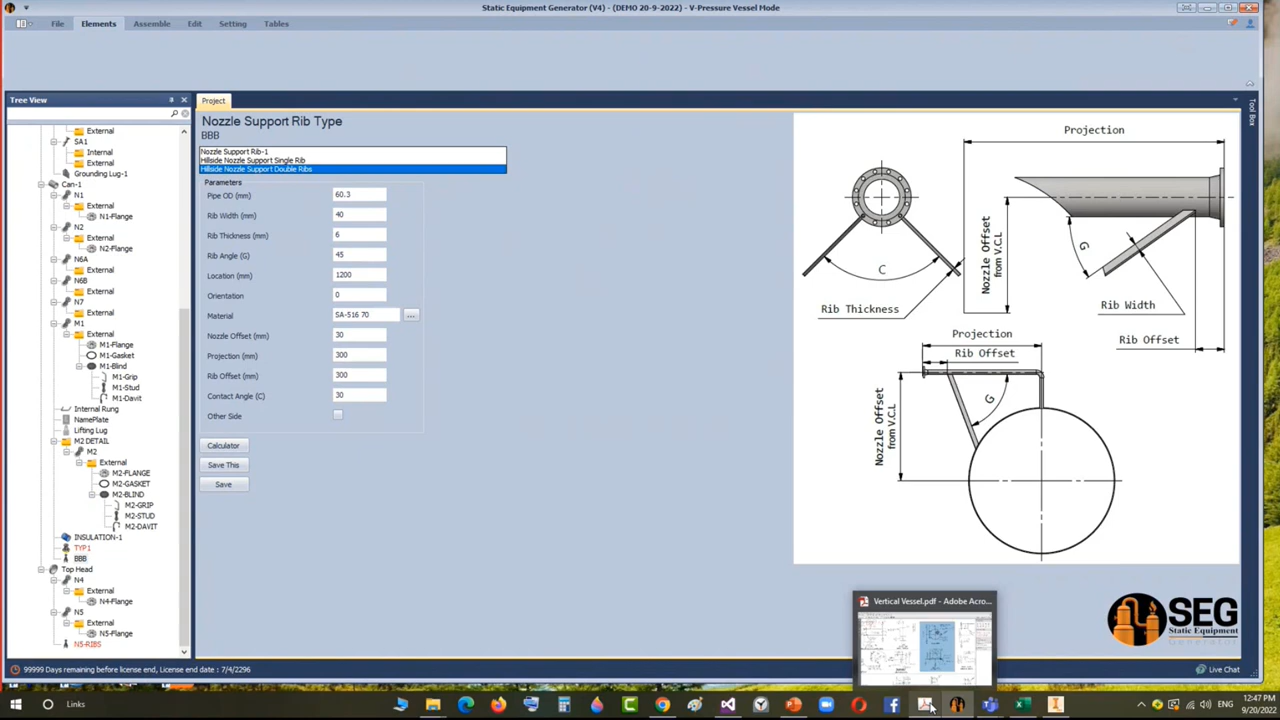 Static Equipment Generator (V4) - (DEMO 20-9-2022) - V-Pressure Vessel Mode
File Elements Assemble Edit Setting Tables
Tree View
Project
Tool Box
External
SA1
Internal
External
Grounding Lug-1
Can-1
N1
External
N1-Flange
N2
External
N2-Flange
N6A
External
N6B
External
N7
External
M1
External
M1-Flange
M1-Gasket
M1-Blind
M1-Grip
M1-Stud
M1-Davit
Internal Rung
NamePlate
Lifting Lug
M2 DETAIL
M2
External
M2-FLANGE
M2-GASKET
M2-BLIND
M2-GRIP
M2-STUD
M2-DAVIT
INSULATION-1
TYP1
BBB
Top Head
N4
External
N4-Flange
N5
External
N5-Flange
N5-RIBS
Nozzle Support Rib Type
BBB
Nozzle Support Rib-1
Hillside Nozzle Support Single Rib
Hillside Nozzle Support Double Ribs
Parameters
Pipe OD (mm) 60.3
Rib Width (mm) 40
Rib Thickness (mm) 6
Rib Angle (G) 45
Location (mm) 1200
Orientation 0
Material SA-516 70 ...
Nozzle Offset (mm) 30
Projection (mm) 300
Rib Offset (mm) 300
Contact Angle (C) 30
Other Side
Calculator
Save This
Save
Projection
C
Rib Thickness
Nozzle Offset
from V.C.L
G
Rib Width
Rib Offset
Projection
Rib Offset
G
Nozzle Offset
from V.C.L
Vertical Vessel.pdf - Adobe Acro...
SEG
Static Equipment
Generator
99999 Days remaining before license end, License end date : 7/4/2296
Live Chat
Links
ENG
12:47 PM
9/20/2022